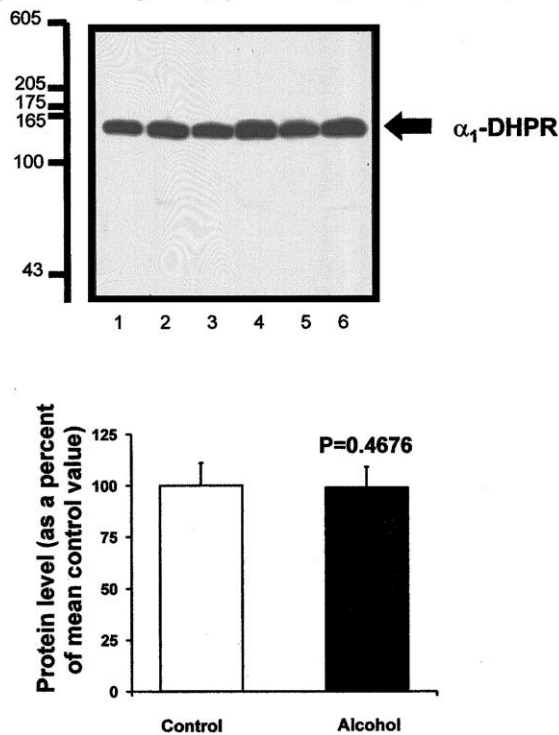 605
205
175
165
100
43
α₁-DHPR
1 2 3 4 5 6
Protein level (as a percent
of mean control value)
125
100
75
50
25
0
P=0.4676
Control Alcohol